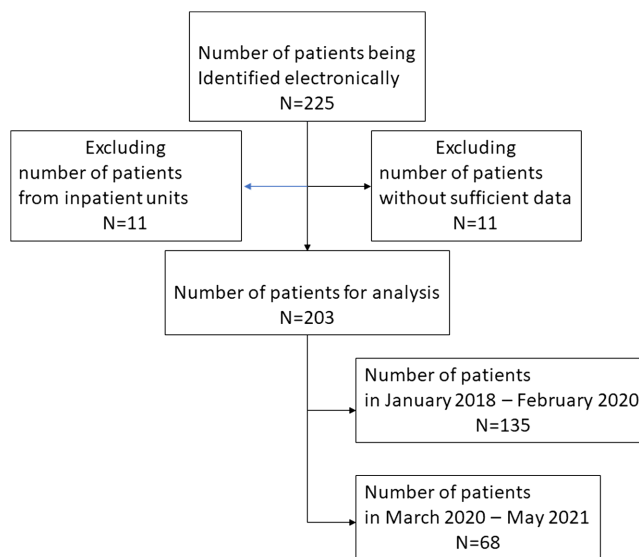 Number of patients being
Identified electronically
N=225
Excluding
number of patients
from inpatient units
N=11
Excluding
number of patients
without sufficient data
N=11
Number of patients for analysis
N=203
Number of patients
in January 2018 – February 2020
N=135
Number of patients
in March 2020 – May 2021
N=68